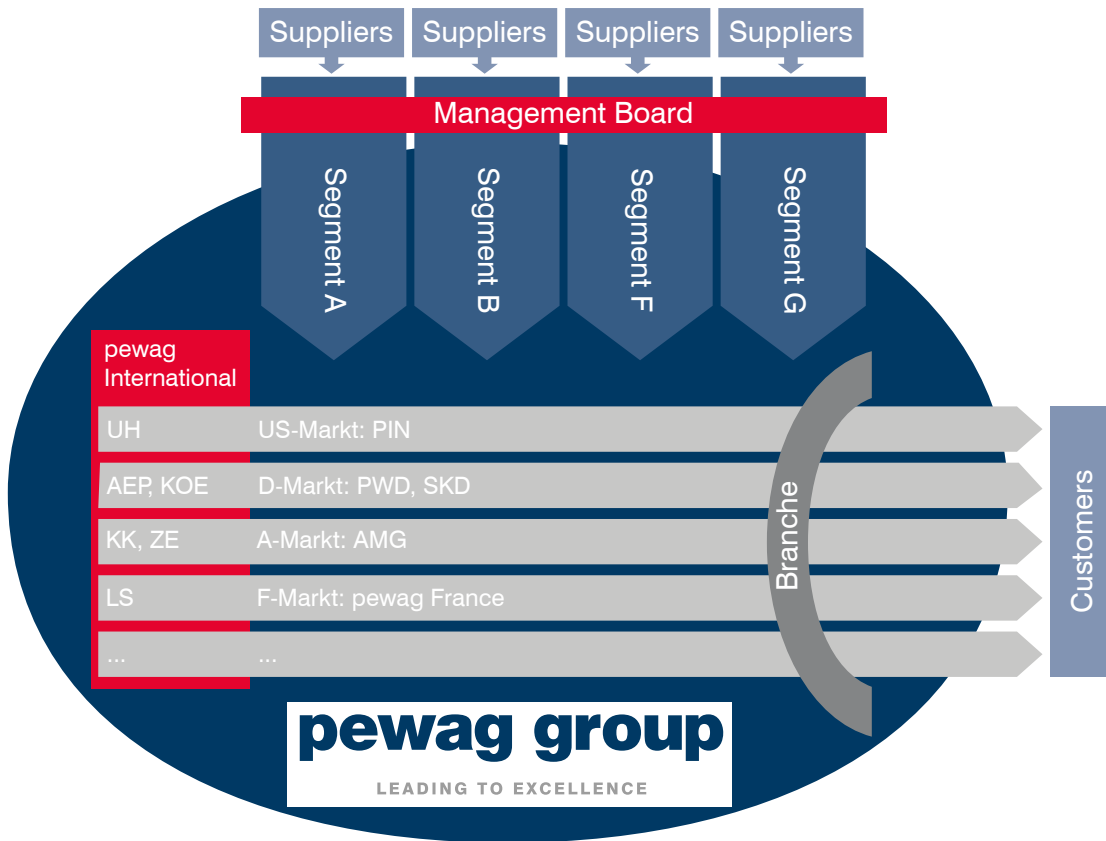 Suppliers Suppliers Suppliers Suppliers
Management Board
Segment A
Segment B
Segment F
Segment G
pewag
International
UH US-Markt: PIN
AEP, KOE D-Markt: PWD, SKD
KK, ZE A-Markt: AMG
LS F-Markt: pewag France
... ...
Branche
Customers
pewag group
LEADING TO EXCELLENCE